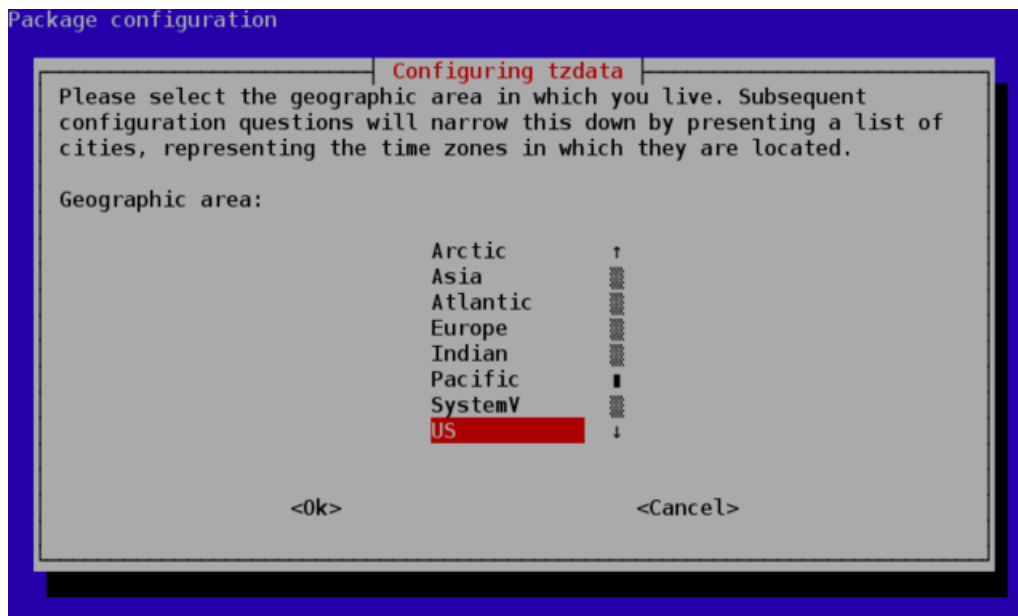 Package configuration
Configuring tzdata
Please select the geographic area in which you live. Subsequent
configuration questions will narrow this down by presenting a list of
cities, representing the time zones in which they are located.
Geographic area:
Arctic
Asia
Atlantic
Europe
Indian
Pacific
SystemV
US
<Ok> <Cancel>